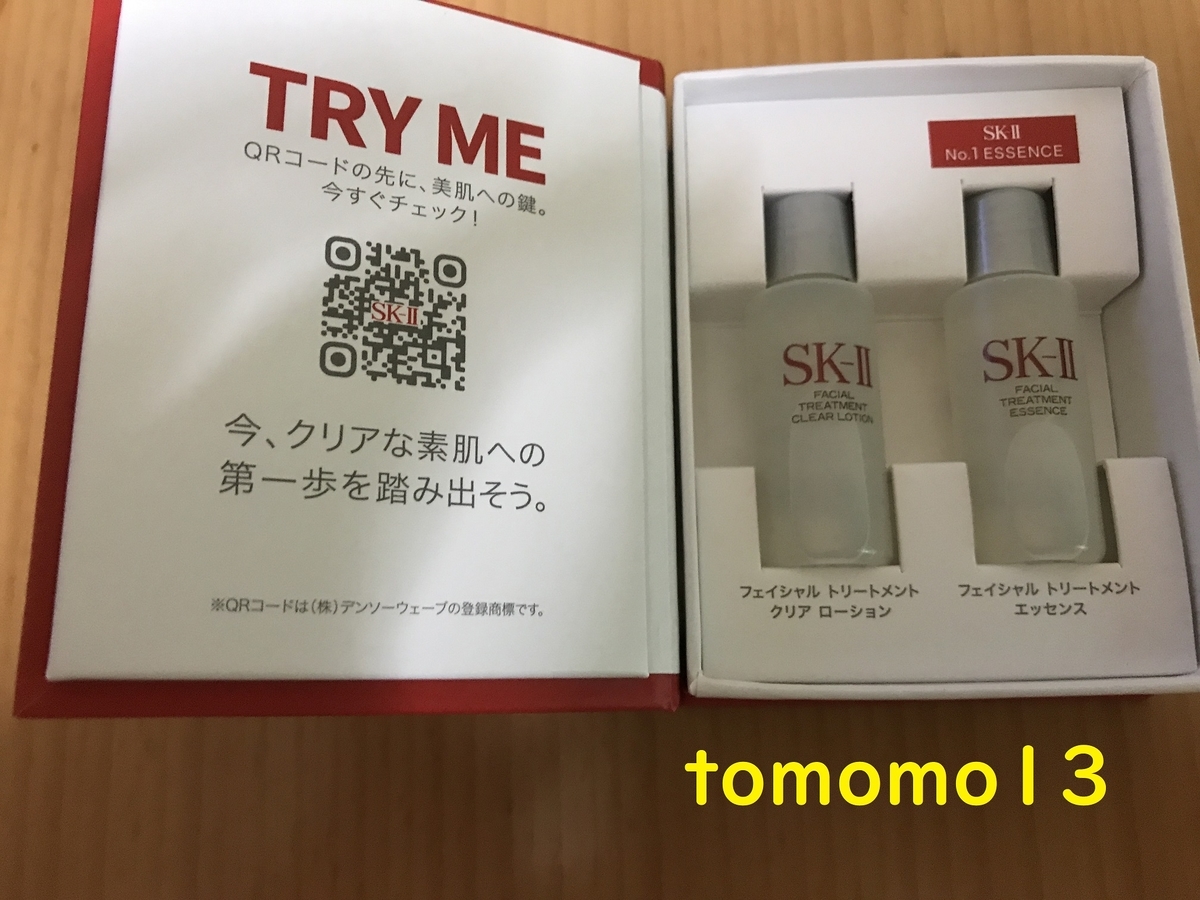 TRY ME
QRコードの先に、美肌への鍵。
今すぐチェック!
SK-II
今、クリアな素肌への
第一歩を踏み出そう。
※QRコードは(株)デンソーウェーブの登録商標です。
SK-II
No.1 ESSENCE
SK-II
FACIAL
TREATMENT
CLEAR LOTION
SK-II
FACIAL
TREATMENT
ESSENCE
フェイシャル トリートメント
クリア ローション
フェイシャル トリートメント
エッセンス
tomomo13